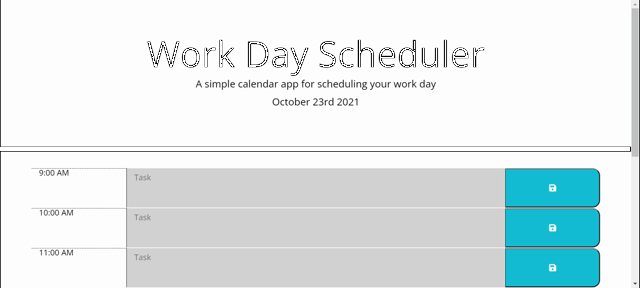 Work Day Scheduler
A simple calendar app for scheduling your work day
October 23rd 2021
9:00 AM
Task
10:00 AM
Task
11:00 AM
Task